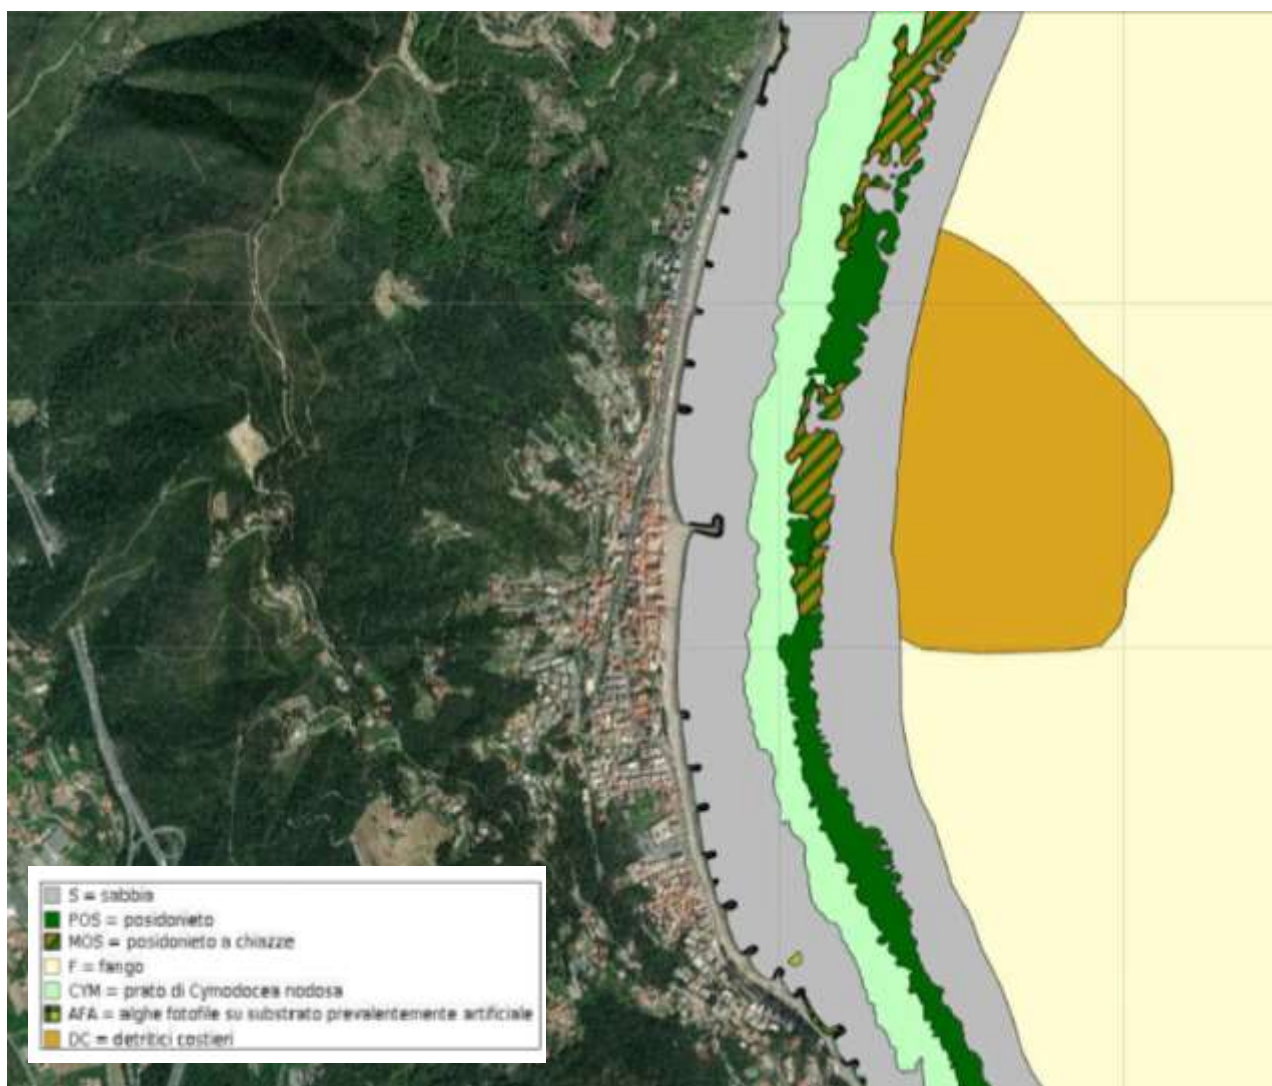 S = sabbia
POS = posidonieto
MOS = posidonieto a chiazze
F = fango
CYM = prato di Cymodocea nodosa
AFA = alghe fotofile su substrato prevalentemente artificiale
DC = detritici costieri